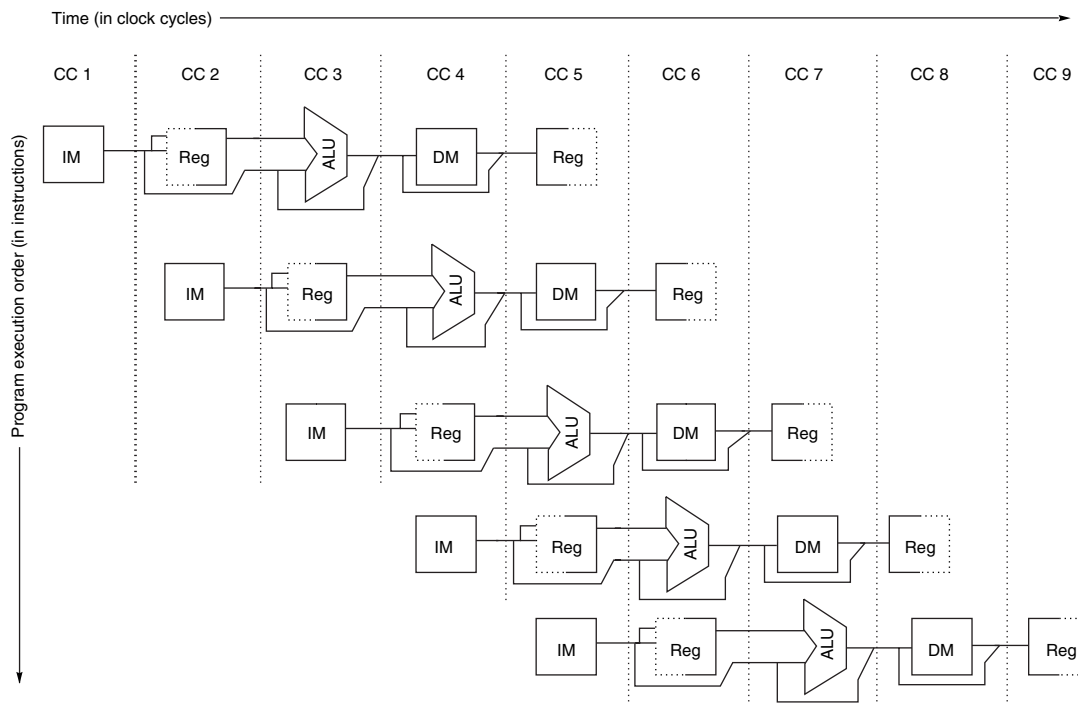 Time (in clock cycles)
CC 1 CC 2 CC 3 CC 4 CC 5 CC 6 CC 7 CC 8 CC 9
Program execution order (in instructions)
IM Reg ALU DM Reg
IM Reg ALU DM Reg
IM Reg ALU DM Reg
IM Reg ALU DM Reg
IM Reg ALU DM Reg